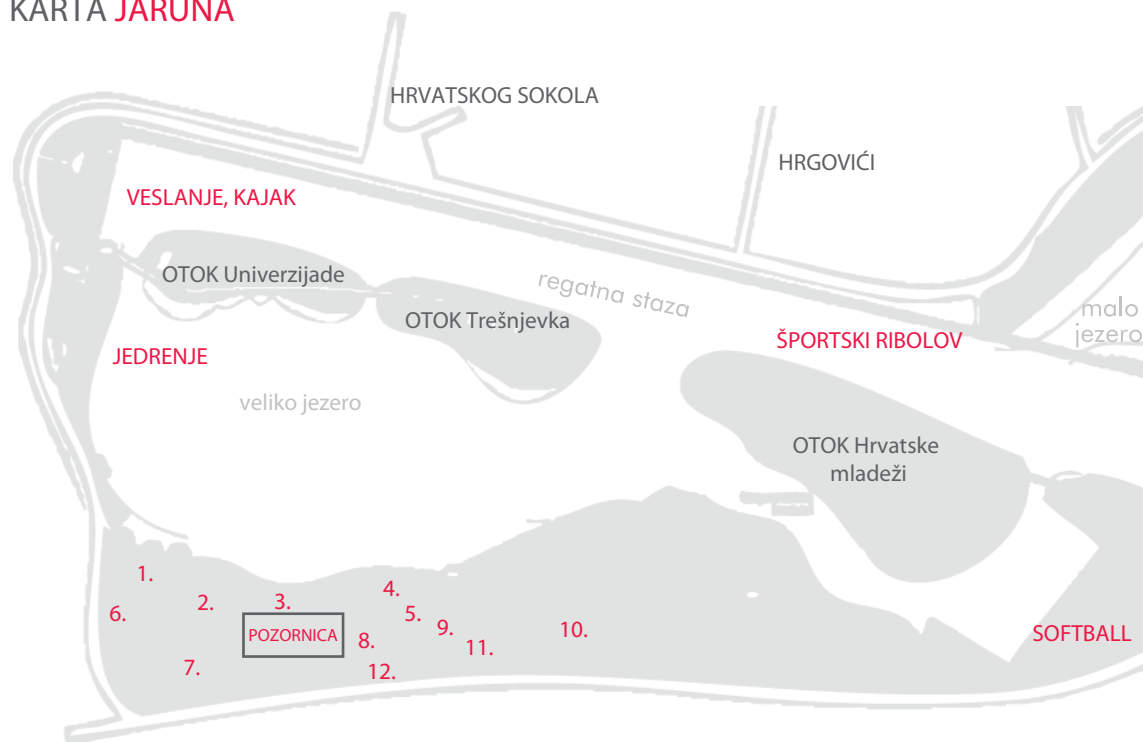 KARTA JARUNA
HRVATSKOG SOKOLA
HRGOVIĆI
VESLANJE, KAJAK
OTOK Univerzijade
regatna staza
OTOK Trešnjevka
malo
jezero
ŠPORTSKI RIBOLOV
JEDRENJE
veliko jezero
OTOK Hrvatske
mladeži
1.
2.
3.
4.
5.
6.
POZORNICA
8.
9.
10.
11.
7.
12.
SOFTBALL